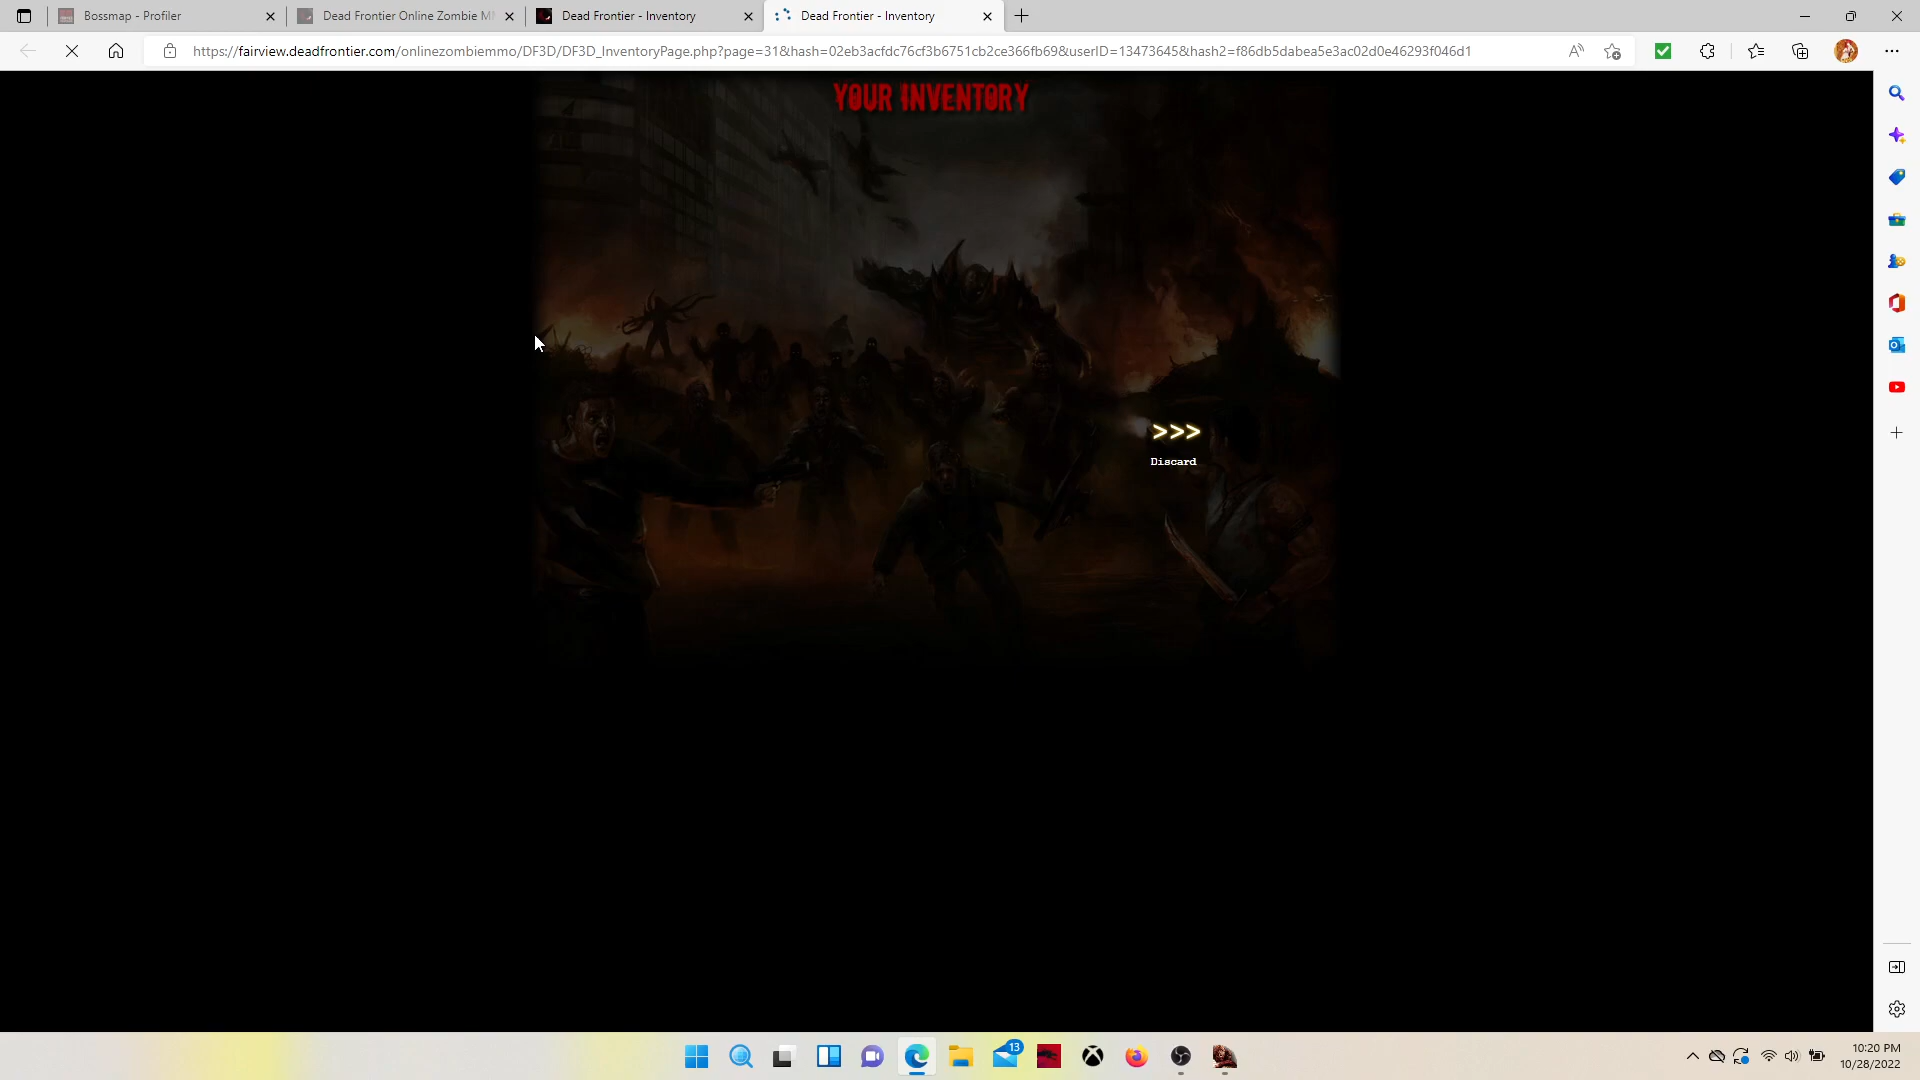 Bossmap - Profiler
Dead Frontier Online Zombie M
Dead Frontier - Inventory
Dead Frontier - Inventory
https://fairview.deadfrontier.com/onlinezombiemmo/DF3D/DF3D_InventoryPage.php?page=31&hash=02eb3acfdc76cf3b6751cb2ce366fb69&userID=13473645&hash2=f86db5dabea5e3ac02d0e46293f046d1
YOUR INVENTORY
>>>
Discard
13
10:20 PM
10/28/2022